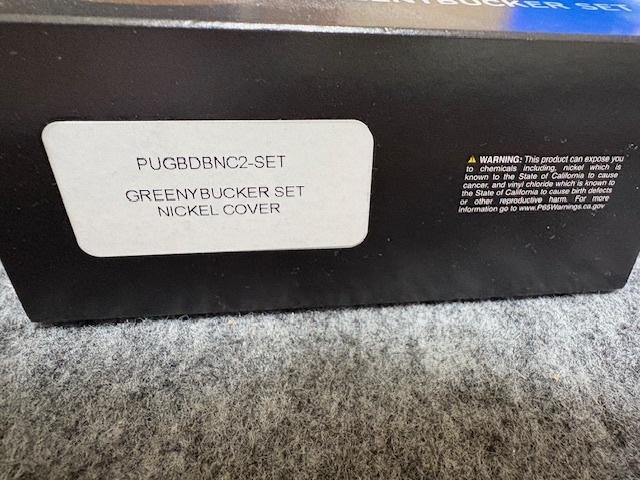 GREENYBUCKER SET
PUGBDBNC2-SET
GREENYBUCKER SET
NICKEL COVER
WARNING: This product can expose you
to chemicals including, nickel which is
known to the State of California to cause
cancer, and vinyl chloride which is known to
the State of California to cause birth defects
or other reproductive harm. For more
information go to www.P65Warnings.ca.gov